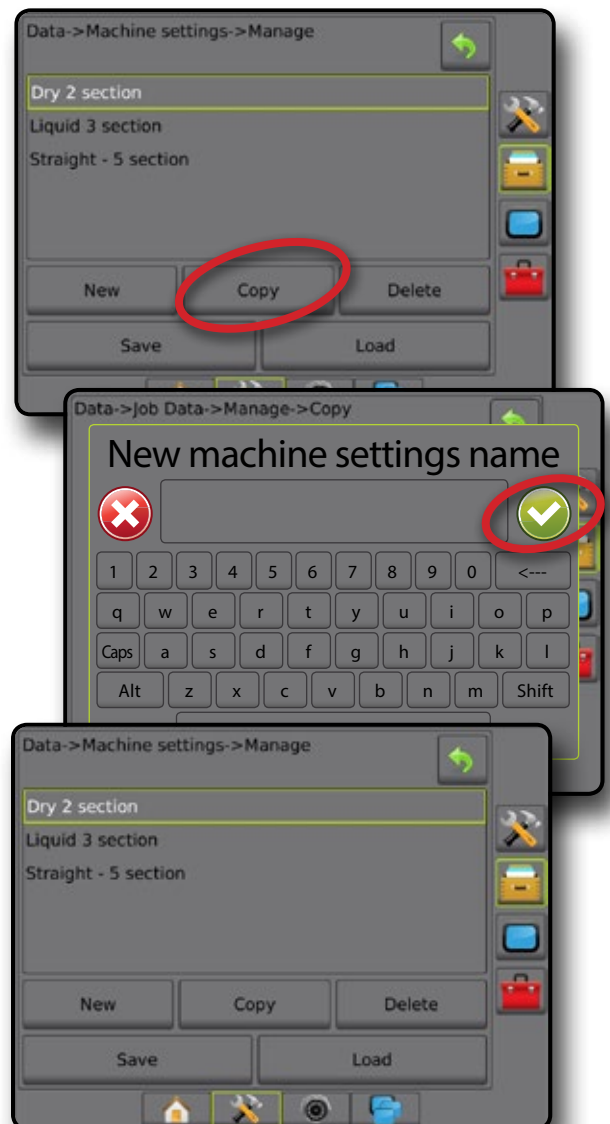 Data->Machine settings->Manage
Dry 2 section
Liquid 3 section
Straight - 5 section
New Copy Delete
Save Load
Data->Job Data->Manage->Copy
New machine settings name
1 2 3 4 5 6 7 8 9 0 <---
q w e r t y u i o p
Caps a s d f g h j k l
Alt z x c v b n m Shift
Data->Machine settings->Manage
Dry 2 section
Liquid 3 section
Straight - 5 section
New Copy Delete
Save Load